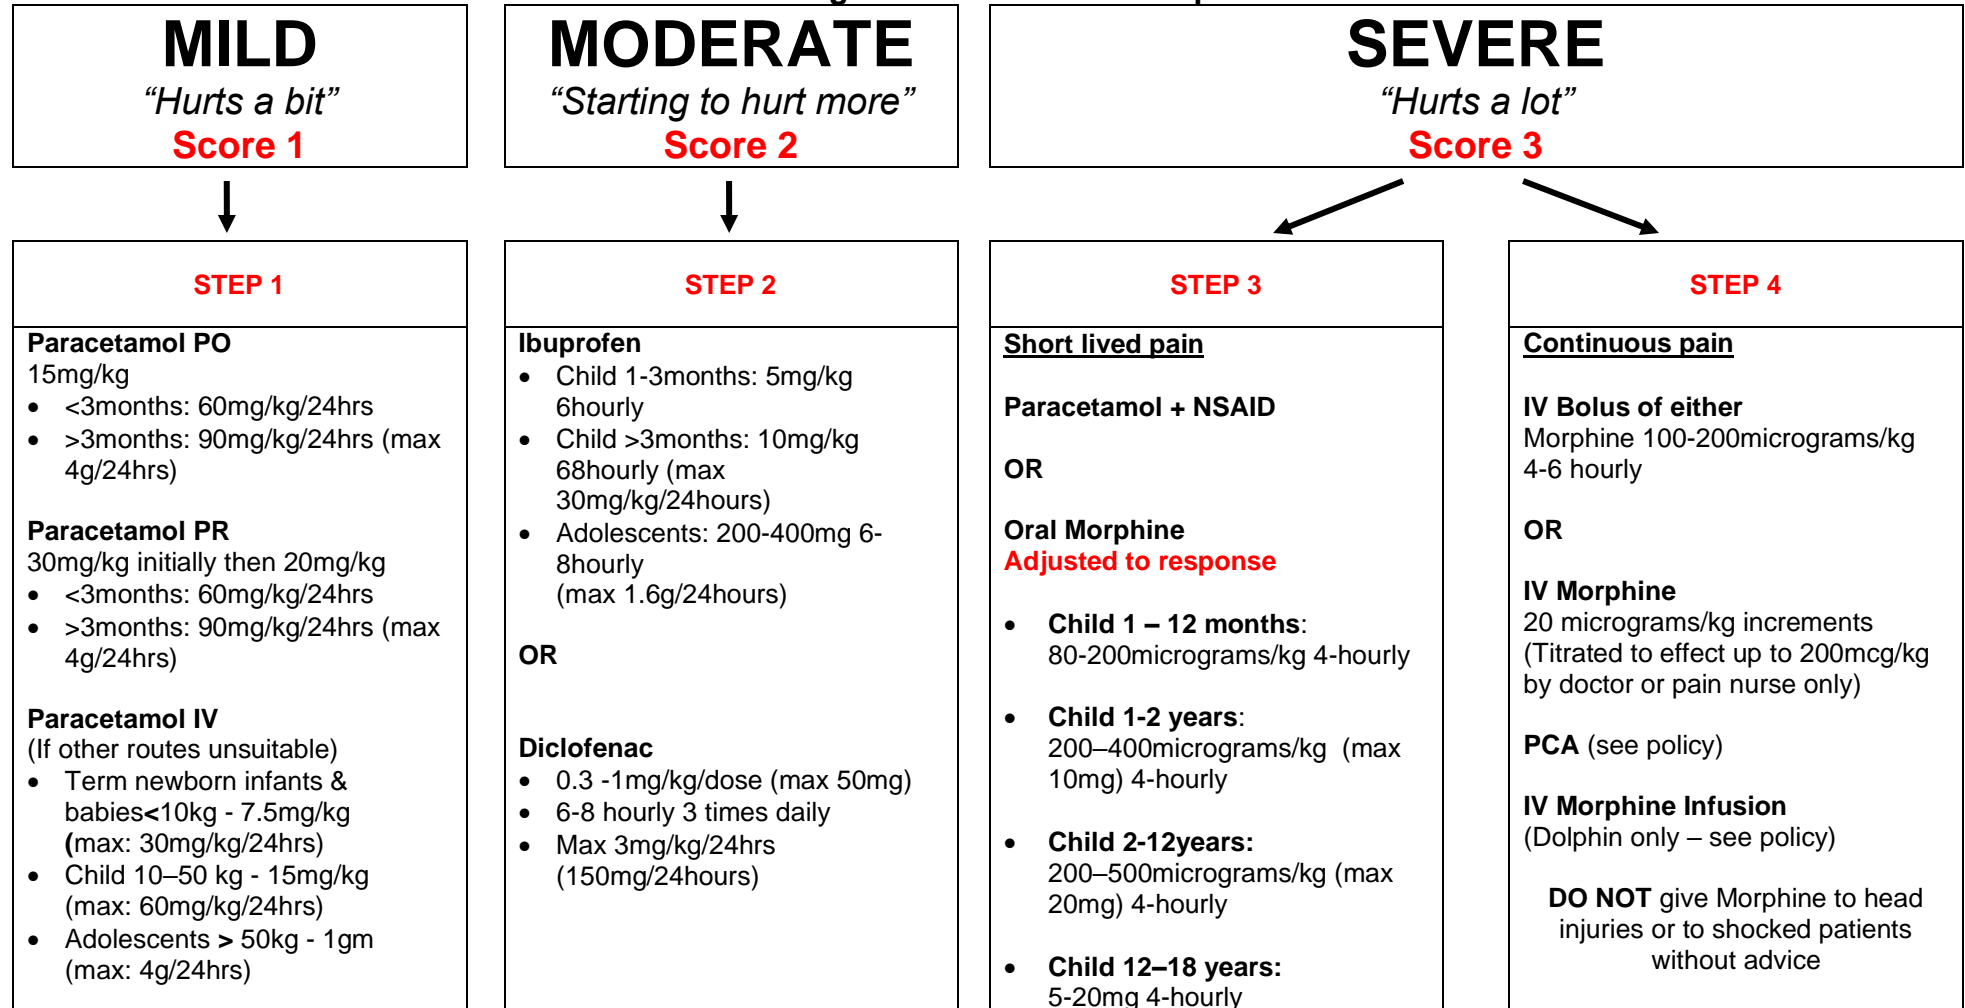 MILD
“Hurts a bit”
Score 1
MODERATE
“Starting to hurt more”
Score 2
SEVERE
“Hurts a lot”
Score 3
STEP 1
Paracetamol PO
15mg/kg
• <3months: 60mg/kg/24hrs
• >3months: 90mg/kg/24hrs (max
4g/24hrs)
Paracetamol PR
30mg/kg initially then 20mg/kg
• <3months: 60mg/kg/24hrs
• >3months: 90mg/kg/24hrs (max
4g/24hrs)
Paracetamol IV
(If other routes unsuitable)
• Term newborn infants &
babies<10kg - 7.5mg/kg
(max: 30mg/kg/24hrs)
• Child 10–50 kg - 15mg/kg
(max: 60mg/kg/24hrs)
• Adolescents > 50kg - 1gm
(max: 4g/24hrs)
STEP 2
Ibuprofen
• Child 1-3months: 5mg/kg
6hourly
• Child >3months: 10mg/kg
68hourly (max
30mg/kg/24hours)
• Adolescents: 200-400mg 6-
8hourly
(max 1.6g/24hours)
OR
Diclofenac
• 0.3 -1mg/kg/dose (max 50mg)
• 6-8 hourly 3 times daily
• Max 3mg/kg/24hrs
(150mg/24hours)
STEP 3
Short lived pain
Paracetamol + NSAID
OR
Oral Morphine
Adjusted to response
• Child 1 – 12 months:
80-200micrograms/kg 4-hourly
• Child 1-2 years:
200–400micrograms/kg (max
10mg) 4-hourly
• Child 2-12years:
200–500micrograms/kg (max
20mg) 4-hourly
• Child 12–18 years:
5-20mg 4-hourly
STEP 4
Continuous pain
IV Bolus of either
Morphine 100-200micrograms/kg
4-6 hourly
OR
IV Morphine
20 micrograms/kg increments
(Titrated to effect up to 200mcg/kg
by doctor or pain nurse only)
PCA (see policy)
IV Morphine Infusion
(Dolphin only – see policy)
DO NOT give Morphine to head
injuries or to shocked patients
without advice